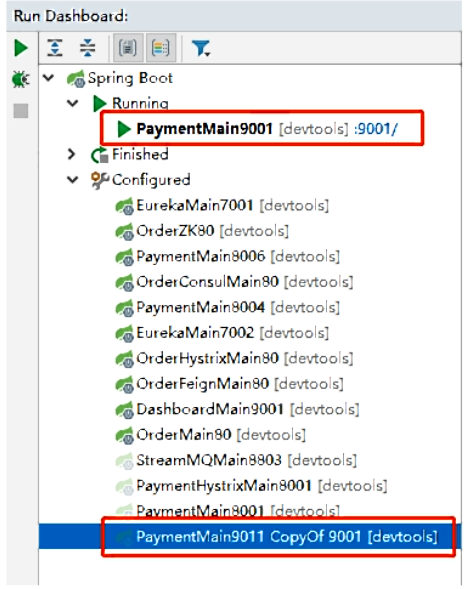 Run Dashboard:
Spring Boot
Running
PaymentMain9001 [devtools] :9001/
Finished
Configured
EurekaMain7001 [devtools]
OrderZK80 [devtools]
PaymentMain8006 [devtools]
OrderConsulMain80 [devtools]
PaymentMain8004 [devtools]
EurekaMain7002 [devtools]
OrderHystrixMain80 [devtools]
OrderFeignMain80 [devtools]
DashboardMain9001 [devtools]
OrderMain80 [devtools]
StreamMQMain8803 [devtools]
PaymentHystrixMain8001 [devtools]
PaymentMain8001 [devtools]
PaymentMain9011 CopyOf 9001 [devtools]